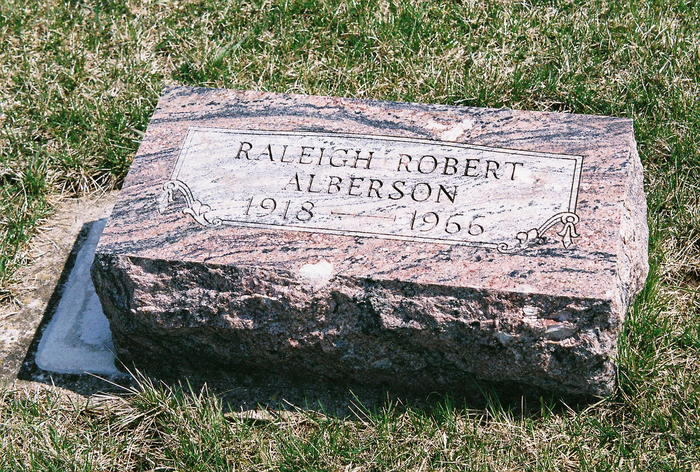 RALEIGH ROBERT
ALBERSON
1918 — 1966